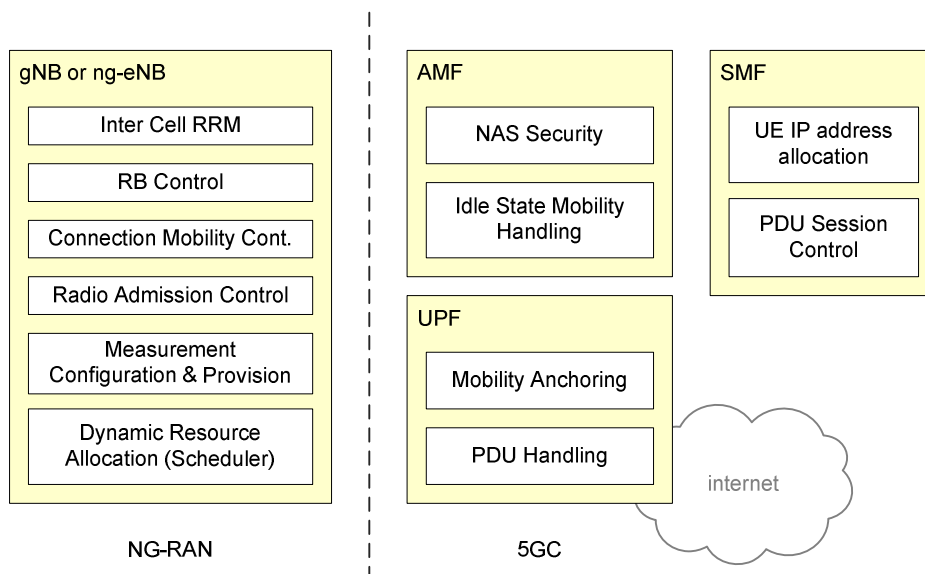 gNB or ng-eNB
Inter Cell RRM
RB Control
Connection Mobility Cont.
Radio Admission Control
Measurement
Configuration & Provision
Dynamic Resource
Allocation (Scheduler)
NG-RAN
AMF
NAS Security
Idle State Mobility
Handling
SMF
UE IP address
allocation
PDU Session
Control
UPF
Mobility Anchoring
PDU Handling
internet
5GC